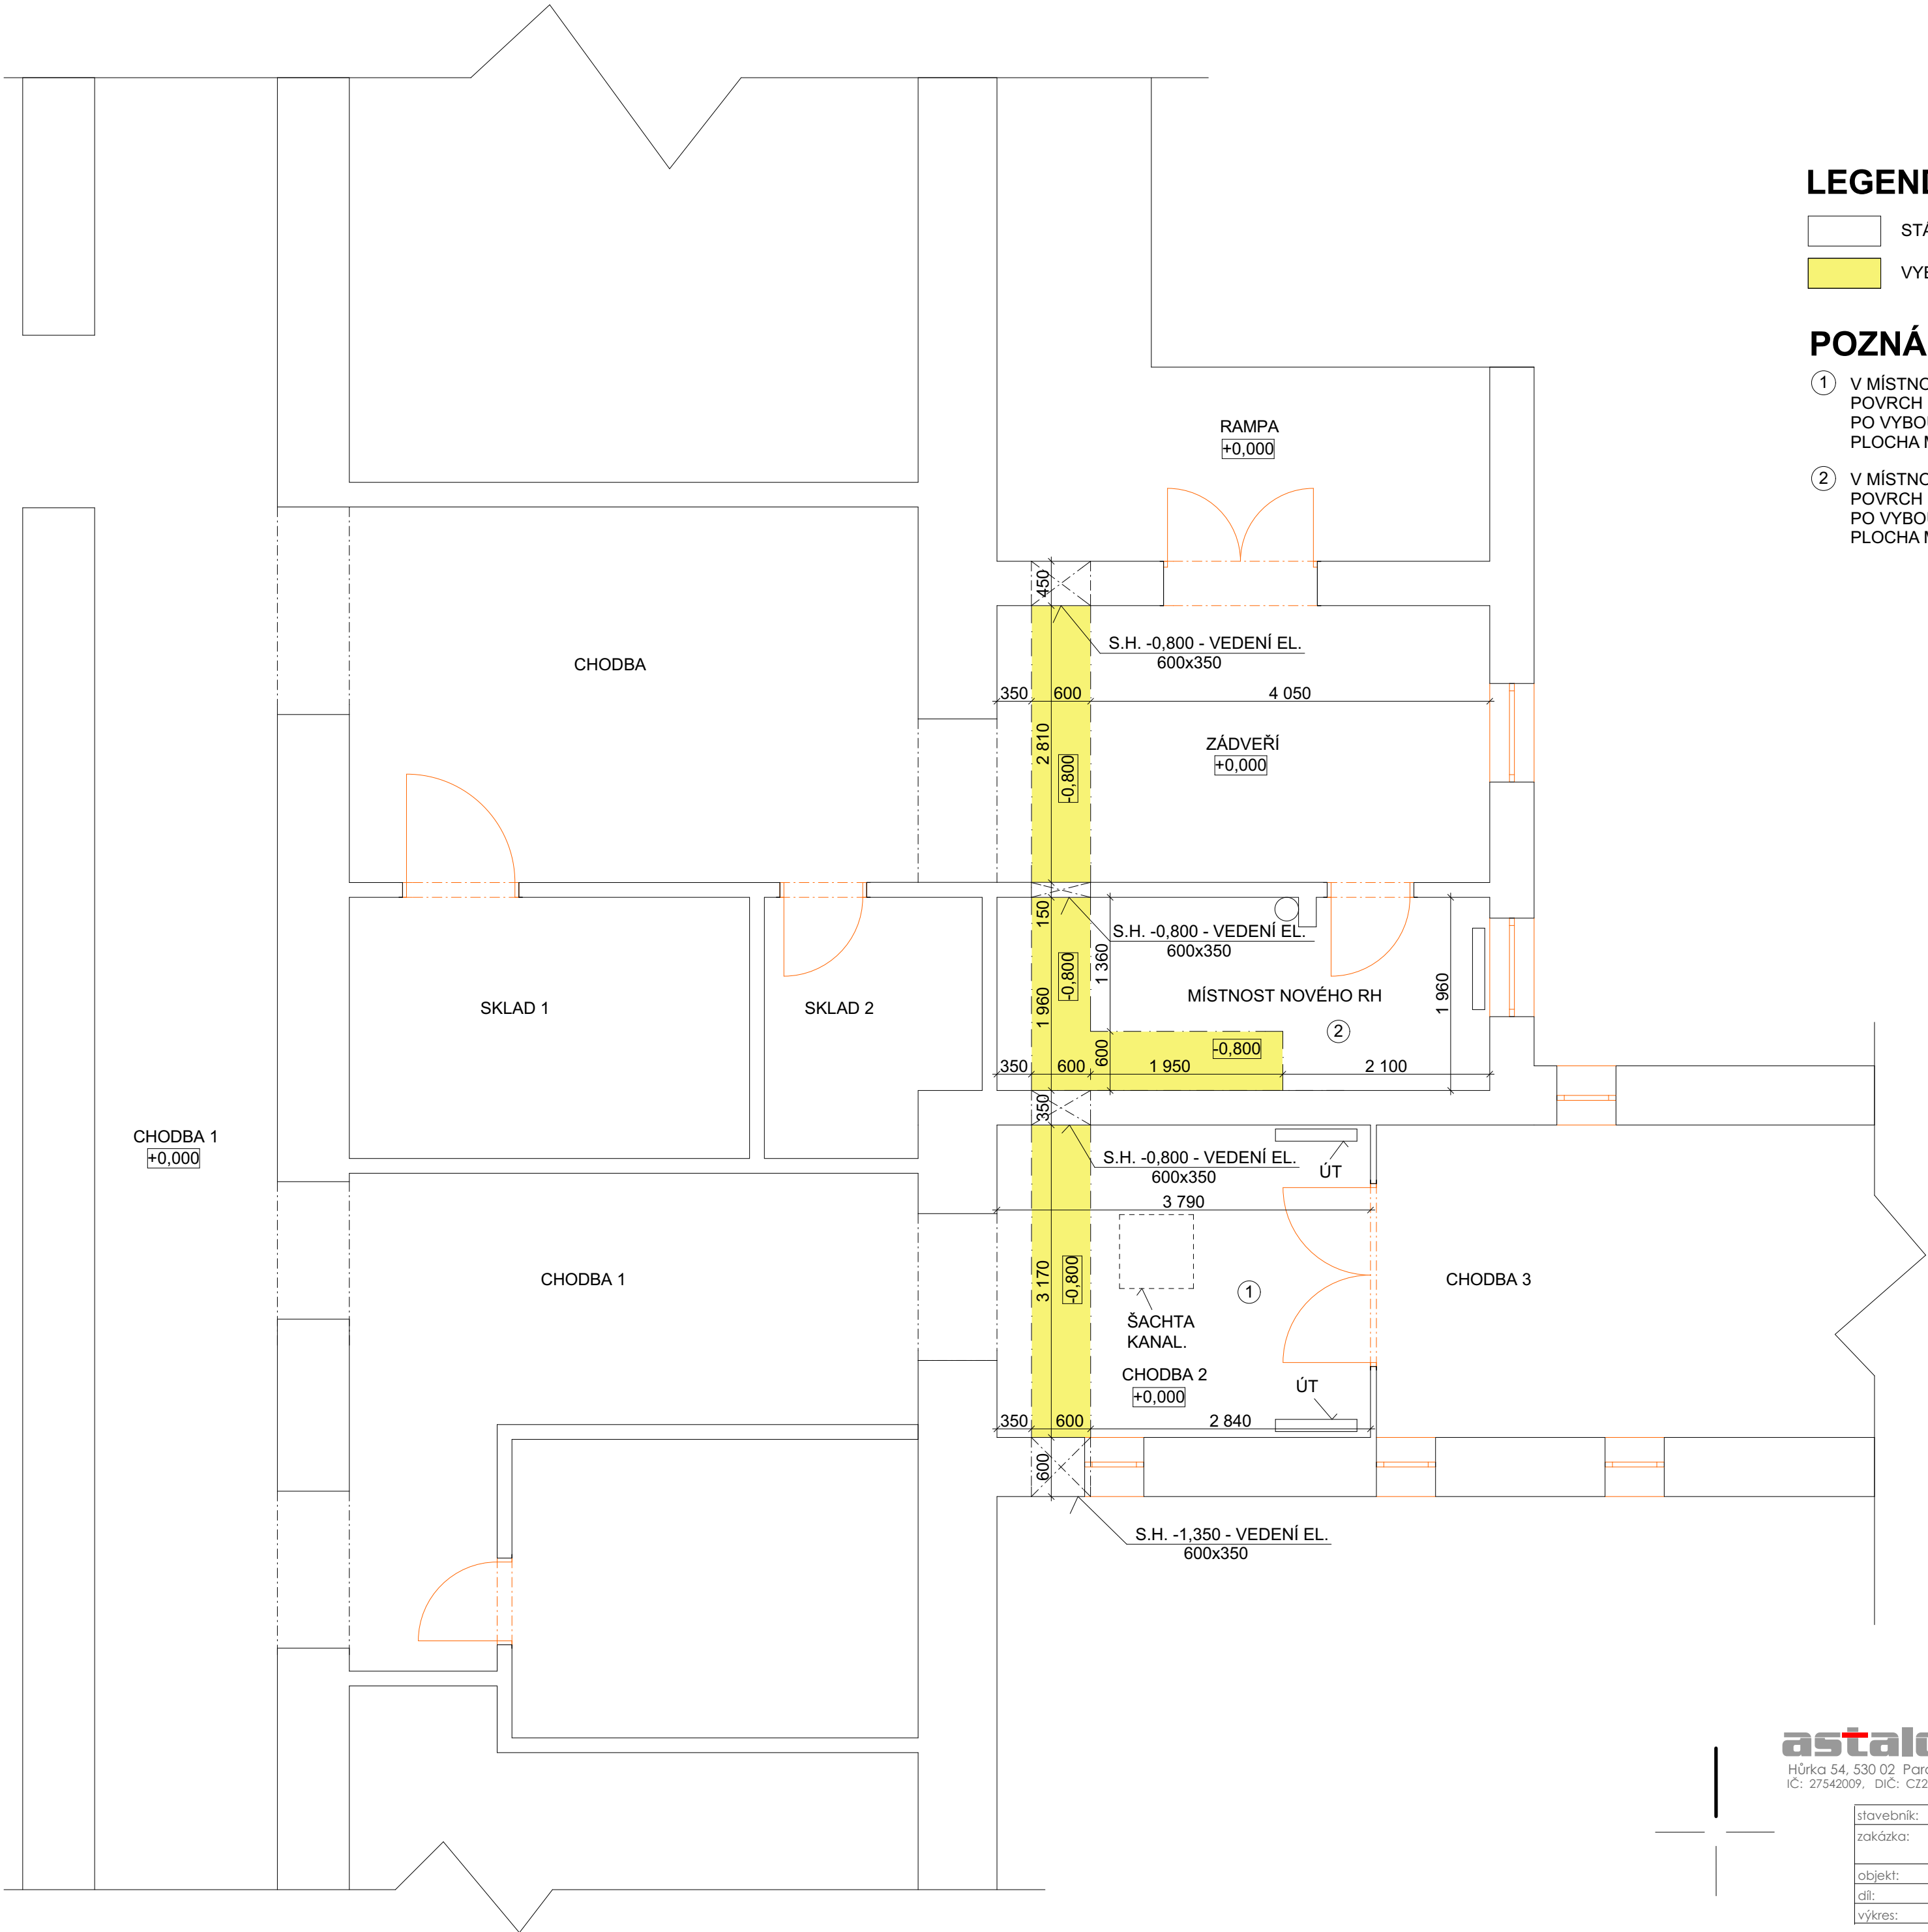 LEGEND
STÁ
VYB
POZNÁ
1 V MÍSTNO
POVRCH
PO VYBOU
PLOCHA M
2 V MÍSTNO
POVRCH
PO VYBOU
PLOCHA M
RAMPA
+0,000
450
S.H. -0,800 - VEDENÍ EL.
600x350
CHODBA
350 600 4 050
2 810
-0,800
ZÁDVEŘÍ
+0,000
150
S.H. -0,800 - VEDENÍ EL.
600x350
1 360
-0,800
1 960
1 960
SKLAD 1
SKLAD 2
MÍSTNOST NOVÉHO RH
2
600
-0,800
350 600 1 950 2 100
350
CHODBA 1
+0,000
S.H. -0,800 - VEDENÍ EL.
600x350
ÚT
3 790
CHODBA 1
3 170
-0,800
1
CHODBA 3
ŠACHTA
KANAL.
CHODBA 2
+0,000
ÚT
350 600 2 840
600
S.H. -1,350 - VEDENÍ EL.
600x350
astal
Hůrka 54, 530 02 Par
IČ: 27542009, DIČ: CZ2
stavebník:
zakázka:
objekt:
díl:
výkres: